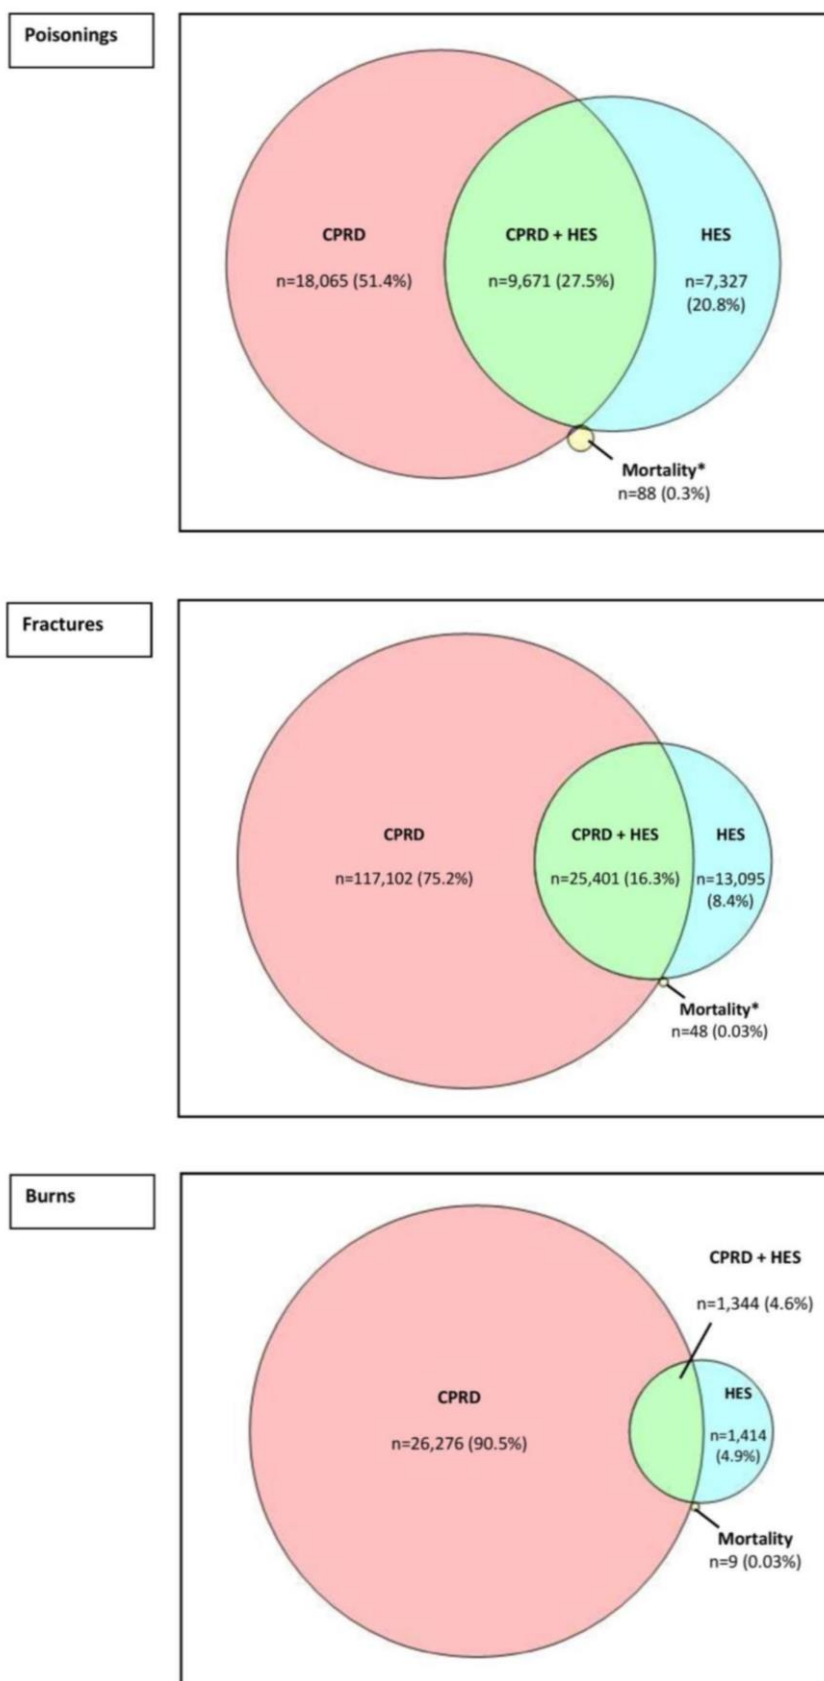 Poisonings
CPRD
n=18,065 (51.4%)
CPRD + HES
n=9,671 (27.5%)
HES
n=7,327
(20.8%)
Mortality*
n=88 (0.3%)
Fractures
CPRD
n=117,102 (75.2%)
CPRD + HES
n=25,401 (16.3%)
HES
n=13,095
(8.4%)
Mortality*
n=48 (0.03%)
Burns
CPRD + HES
n=1,344 (4.6%)
CPRD
n=26,276 (90.5%)
HES
n=1,414
(4.9%)
Mortality
n=9 (0.03%)